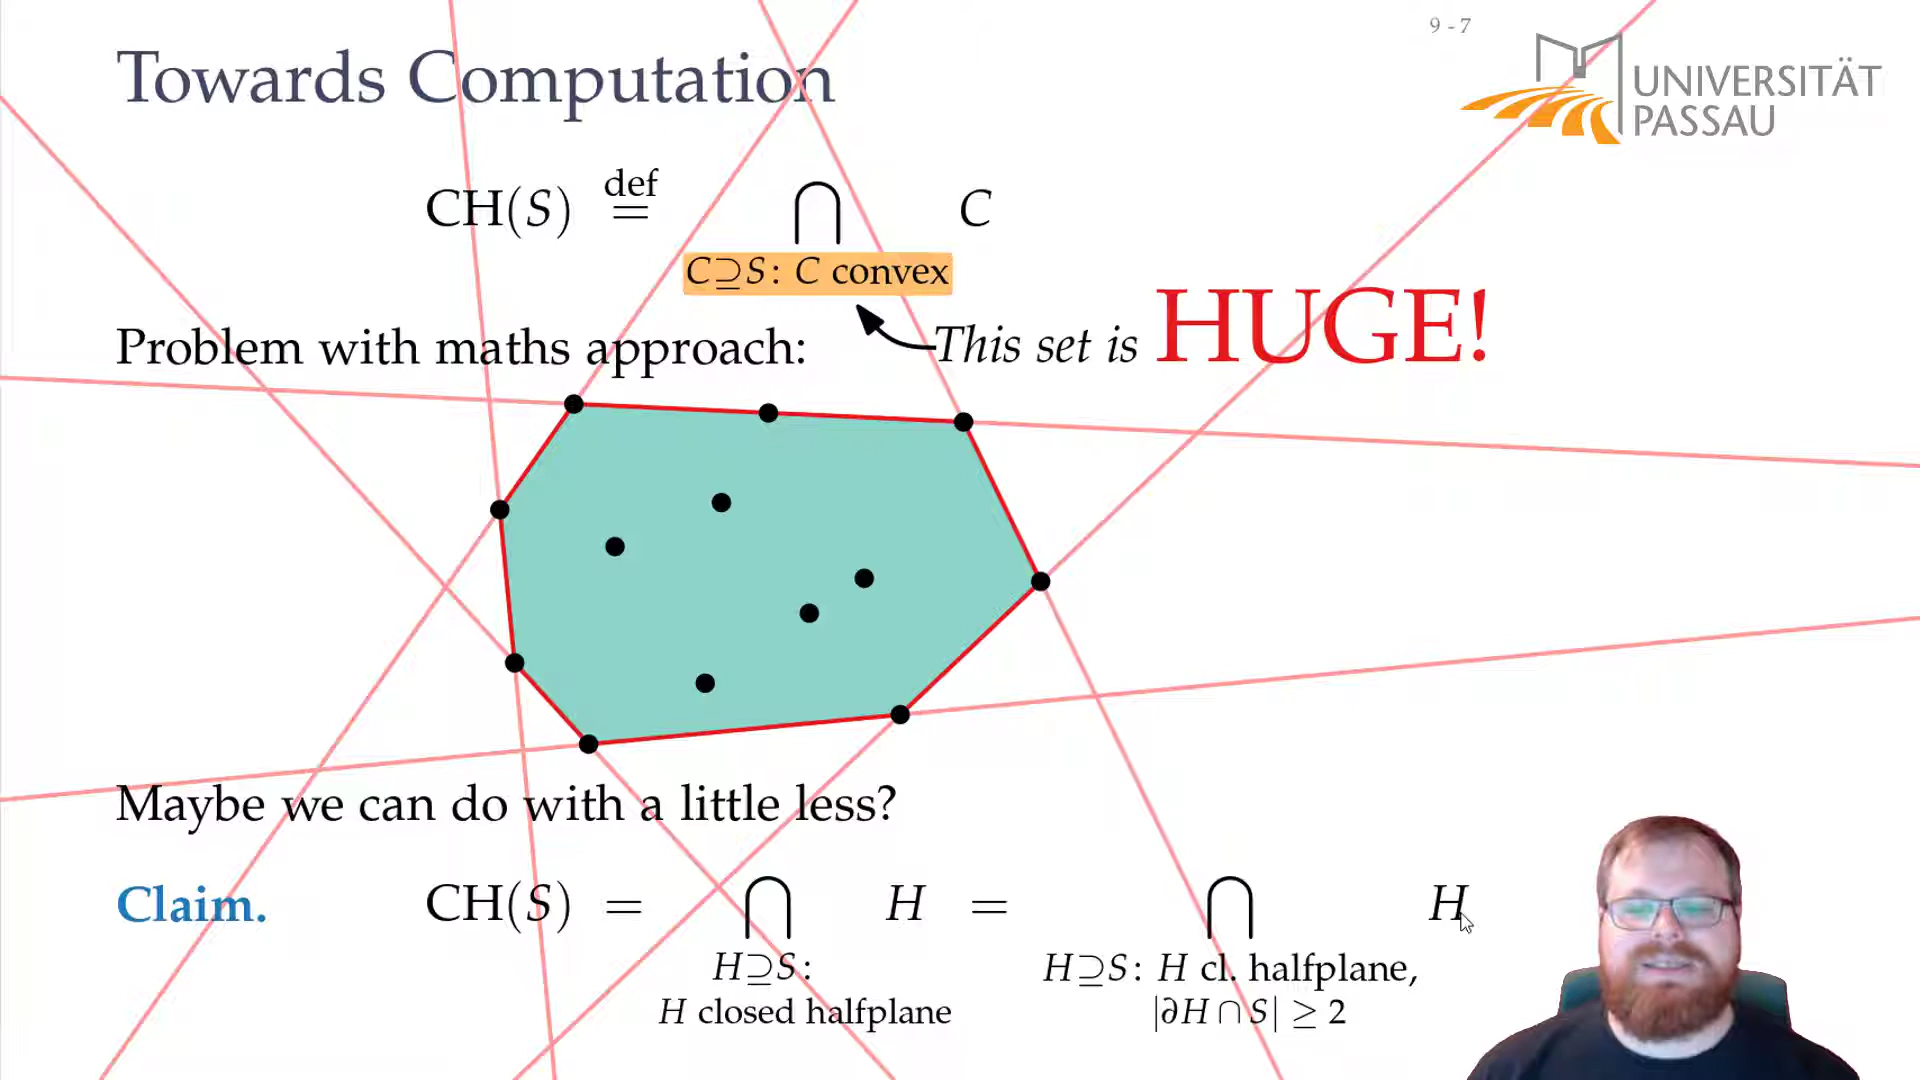 9 - 7
Towards Computation
UNIVERSITÄT
PASSAU
CH(S) def= ⋂ C
C⊇S: C convex
Problem with maths approach:
This set is HUGE!
Maybe we can do with a little less?
Claim. CH(S) = ⋂ H = ⋂ H
H⊇S: H⊇S: H cl. halfplane,
H closed halfplane |∂H ∩ S| ≥ 2